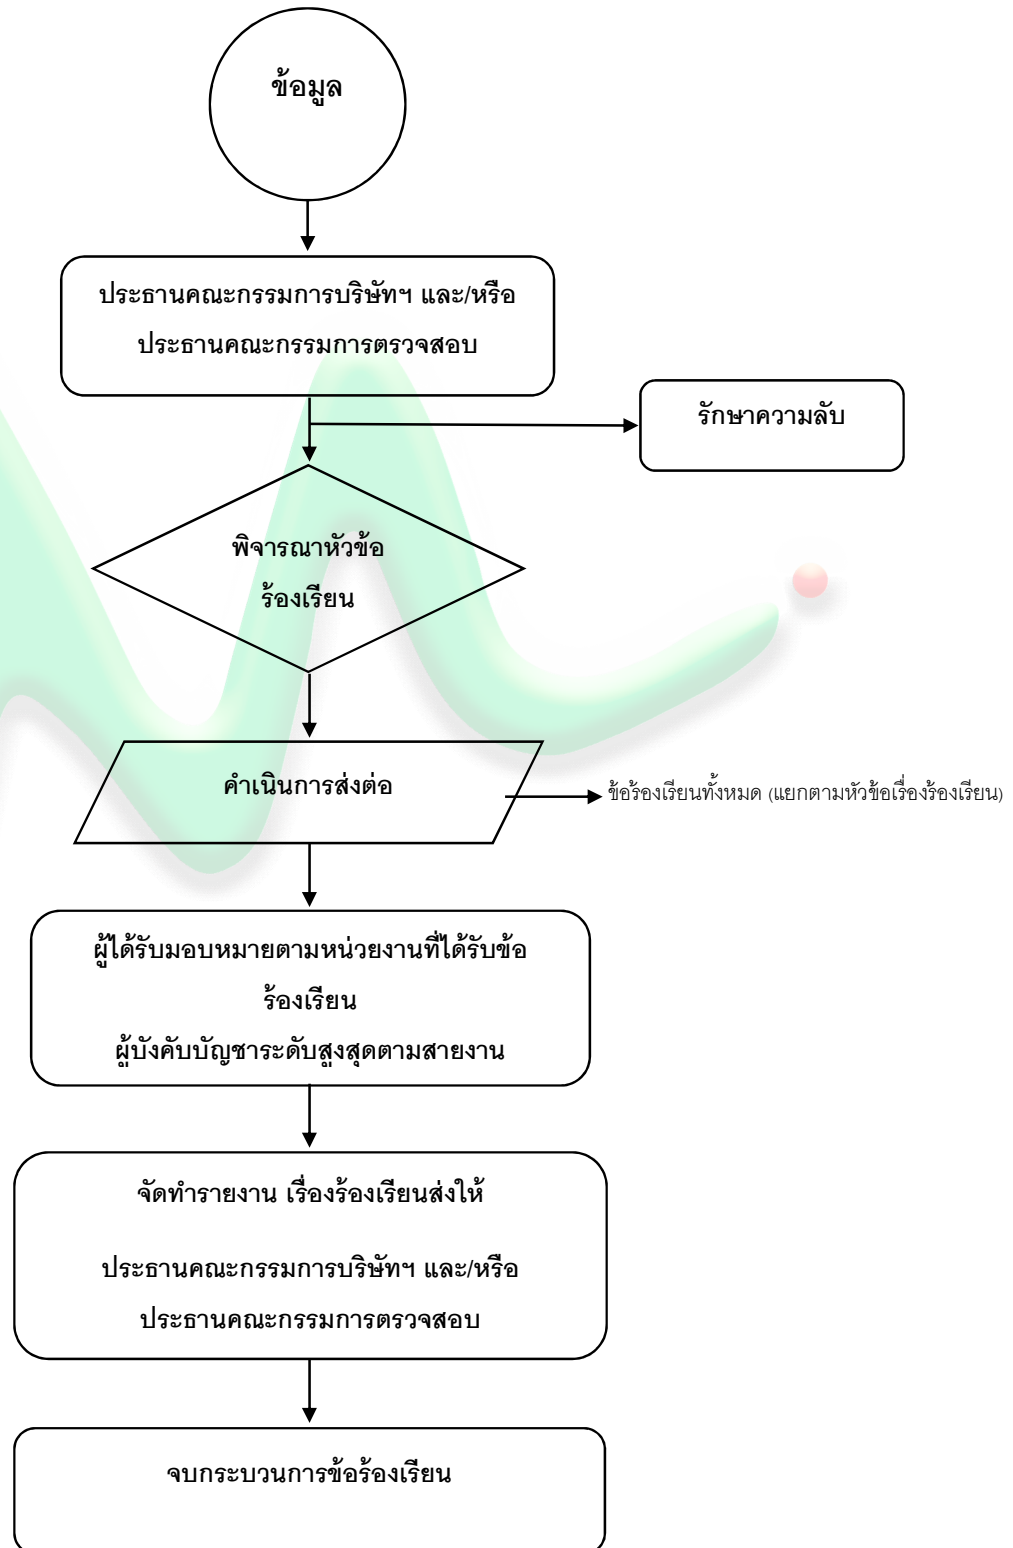 ข้อมูล
ประธานคณะกรรมการบริษัทฯ และ/หรือ
ประธานคณะกรรมการตรวจสอบ
รักษาความลับ
พิจารณาหัวข้อ
ร้องเรียน
คำเนินการส่งต่อ
ข้อร้องเรียนทั้งหมด (แยกตามหัวข้อเรื่องร้องเรียน)
ผู้ได้รับมอบหมายตามหน่วยงานที่ได้รับข้อ
ร้องเรียน
ผู้บังคับบัญชาระดับสูงสุดตามสายงาน
จัดทำรายงาน เรื่องร้องเรียนส่งให้
ประธานคณะกรรมการบริษัทฯ และ/หรือ
ประธานคณะกรรมการตรวจสอบ
จบกระบวนการข้อร้องเรียน